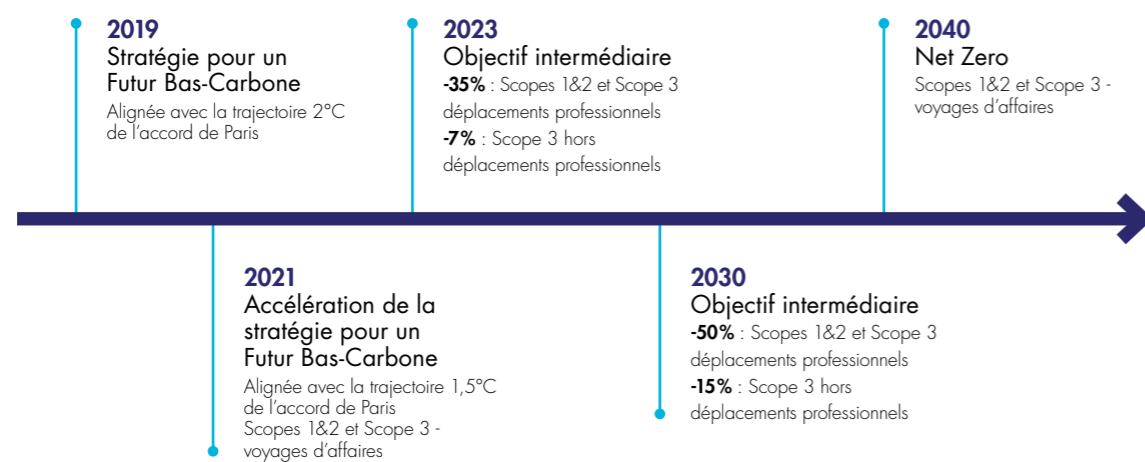 2019
Stratégie pour un
Futur Bas-Carbone
Alignée avec la trajectoire 2°C
de l'accord de Paris
2023
Objectif intermédiaire
-35% : Scopes 1&2 et Scope 3
déplacements professionnels
-7% : Scope 3 hors
déplacements professionnels
2040
Net Zero
Scopes 1&2 et Scope 3 -
voyages d'affaires
2021
Accélération de la
stratégie pour un
Futur Bas-Carbone
Alignée avec la trajectoire 1,5°C
de l'accord de Paris
Scopes 1&2 et Scope 3 -
voyages d'affaires
2030
Objectif intermédiaire
-50% : Scopes 1&2 et Scope 3
déplacements professionnels
-15% : Scope 3 hors
déplacements professionnels